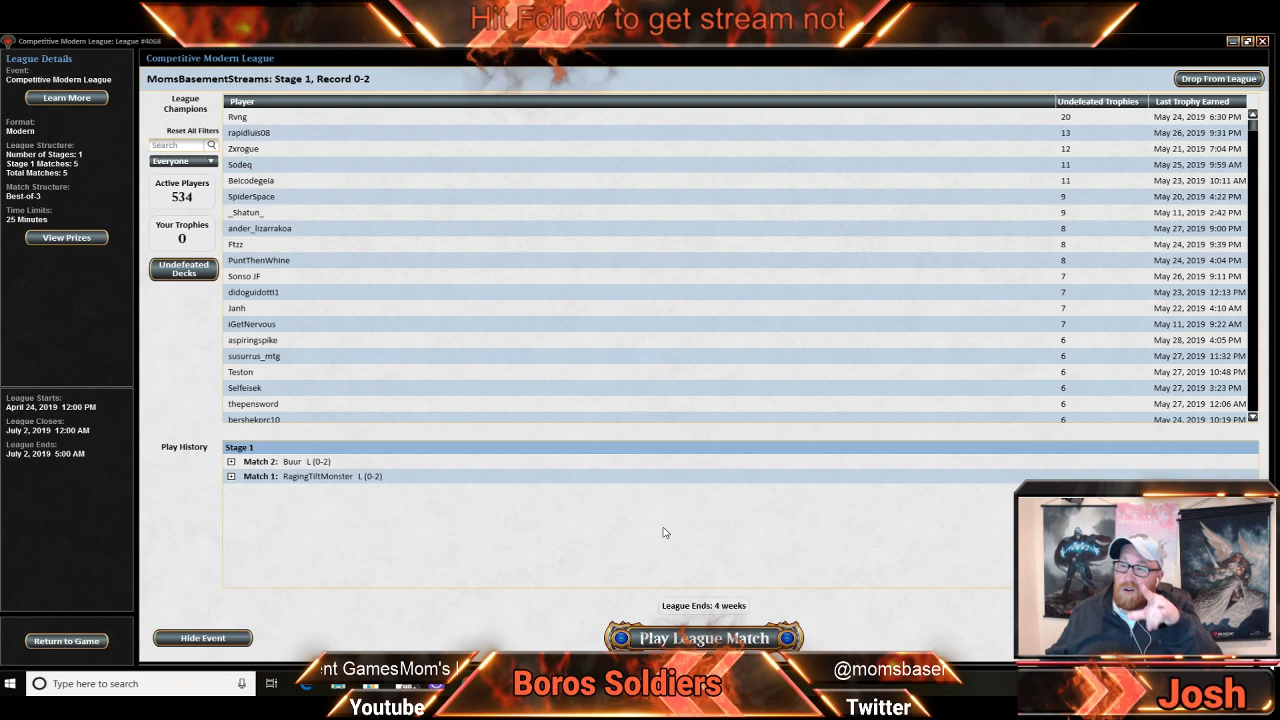 Hit Follow to get stream not
Competitive Modern League: League #4068
League Details
Event:
Competitive Modern League
Learn More
Format:
Modern
League Structure:
Number of Stages: 1
Stage 1 Matches: 5
Total Matches: 5
Match Structure:
Best-of-3
Time Limits:
25 Minutes
View Prizes
League Starts:
April 24, 2019 12:00 PM
League Closes:
July 2, 2019 12:00 AM
League Ends:
July 2, 2019 5:00 AM
Return to Game
Competitive Modern League
MomsBasementStreams: Stage 1, Record 0-2
Drop From League
League
Champions
Reset All Filters
Search
Everyone
Active Players
534
Your Trophies
0
Undefeated
Decks
Player Undefeated Trophies Last Trophy Earned
Rvng 20 May 24, 2019 6:30 PM
rapidluis08 13 May 26, 2019 9:31 PM
Zxrogue 12 May 21, 2019 7:04 PM
Sodeq 11 May 25, 2019 9:59 AM
Beicodegeia 11 May 23, 2019 10:11 AM
SpiderSpace 9 May 20, 2019 4:22 PM
_Shatun_ 9 May 11, 2019 2:42 PM
ander_lizarrakoa 8 May 27, 2019 9:00 PM
Ftzz 8 May 24, 2019 9:39 PM
PuntThenWhine 8 May 24, 2019 4:04 PM
Sonso JF 7 May 26, 2019 9:11 PM
didoguidotti1 7 May 23, 2019 12:13 PM
Janh 7 May 22, 2019 4:10 AM
iGetNervous 7 May 11, 2019 9:22 AM
aspiringspike 6 May 28, 2019 4:05 PM
susurrus_mtg 6 May 27, 2019 11:32 PM
Teston 6 May 27, 2019 10:48 PM
Selfeisek 6 May 27, 2019 3:23 PM
thepensword 6 May 27, 2019 12:06 AM
bershekprc10 6 May 24, 2019 10:19 PM
Play History
Stage 1
Match 2: Buur L (0-2)
Match 1: RagingTiltMonster L (0-2)
League Ends: 4 weeks
Hide Event
Play League Match
Type here to search
nt GamesMom's
Boros Soldiers
@momsbaser
Youtube
Twitter
Josh
MAGIC